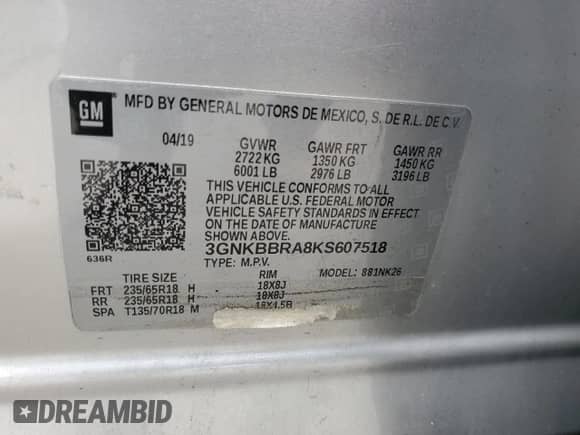 GM MFD BY GENERAL MOTORS DE MEXICO, S. DE R.L. DE C.V.
04/19 GVWR GAWR FRT GAWR RR
2722 KG 1350 KG 1450 KG
6001 LB 2976 LB 3196 LB
THIS VEHICLE CONFORMS TO ALL
APPLICABLE U.S. FEDERAL MOTOR
VEHICLE SAFETY STANDARDS IN EFFECT
ON THE DATE OF MANUFACTURE
SHOWN ABOVE.
3GNKBBRA8KS607518
636R TYPE: M.P.V.
TIRE SIZE RIM MODEL: 881NK26
FRT 235/65R18 H 18X8J
RR 235/65R18 H 18X8J
SPA T135/70R18 M 18X4.5B
DREAMBID